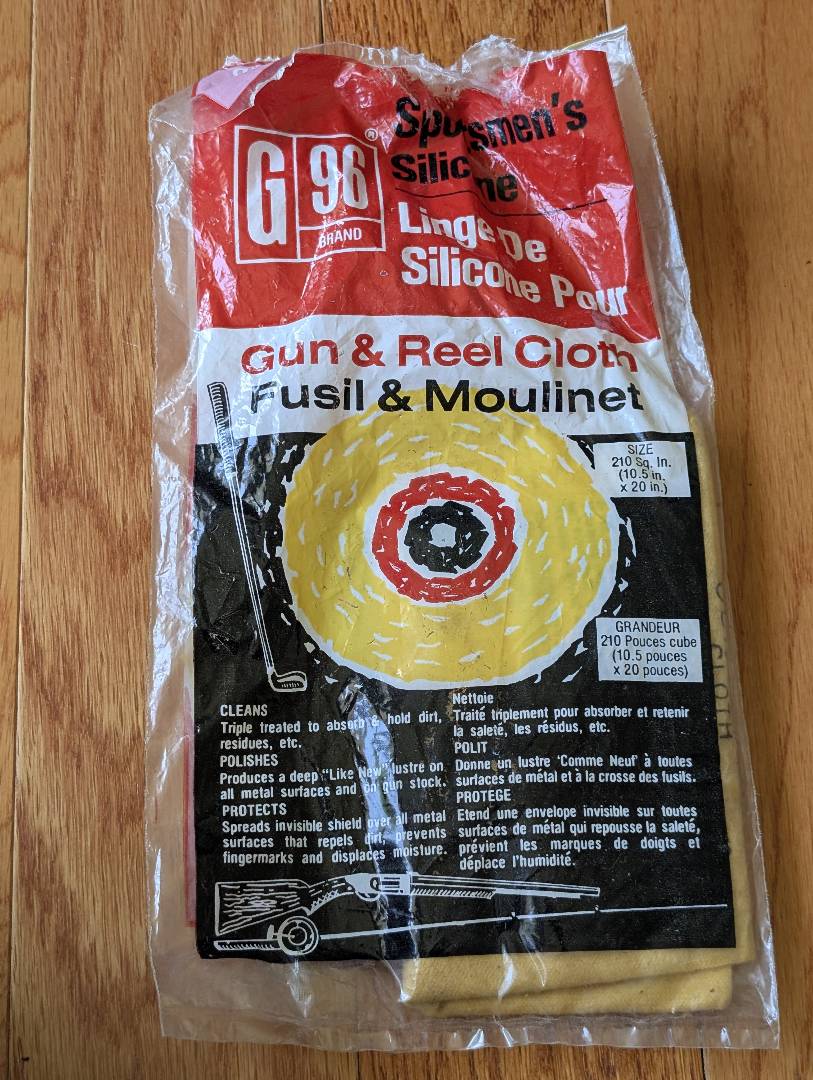 G 96®
BRAND
Sportsmen's
Silicone
Linge De
Silicone Pour
Gun & Reel Cloth
Fusil & Moulinet
SIZE
210 Sq. In.
(10.5 in.
x 20 in.)
GRANDEUR
210 Pouces cube
(10.5 pouces
x 20 pouces)
CLEANS
Triple treated to absorb & hold dirt,
residues, etc.
POLISHES
Produces a deep "Like New" lustre on
all metal surfaces and on gun stock.
PROTECTS
Spreads invisible shield over all metal
surfaces that repels dirt, prevents
fingermarks and displaces moisture.
Nettoie
Traité triplement pour absorber et retenir
la saleté, les résidus, etc.
POLIT
Donne un lustre 'Comme Neuf' à toutes
surfaces de métal et à la crosse des fusils.
PROTEGE
Etend une envelope invisible sur toutes
surfaces de métal qui repousse la saleté,
prévient les marques de doigts et
déplace l'humidité.